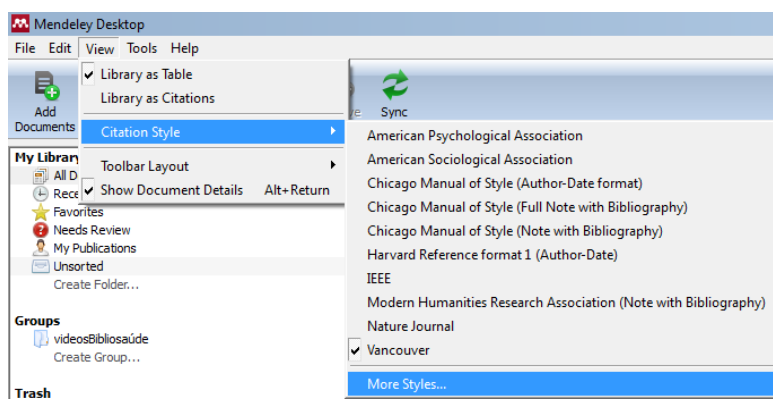 Mendeley Desktop
File Edit View Tools Help
Library as Table
Library as Citations
Add
Documents
Sync
Citation Style
Toolbar Layout
Show Document Details Alt+Return
American Psychological Association
American Sociological Association
Chicago Manual of Style (Author-Date format)
Chicago Manual of Style (Full Note with Bibliography)
Chicago Manual of Style (Note with Bibliography)
Harvard Reference format 1 (Author-Date)
IEEE
Modern Humanities Research Association (Note with Bibliography)
Nature Journal
Vancouver
More Styles...
My Library
All D
Rece
Favorites
Needs Review
My Publications
Unsorted
Create Folder...
Groups
videosBibliosaúde
Create Group...
Trash